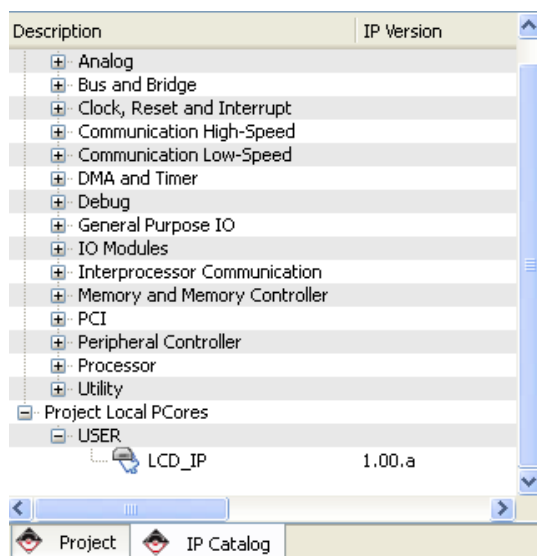 Description IP Version
Analog
Bus and Bridge
Clock, Reset and Interrupt
Communication High-Speed
Communication Low-Speed
DMA and Timer
Debug
General Purpose IO
IO Modules
Interprocessor Communication
Memory and Memory Controller
PCI
Peripheral Controller
Processor
Utility
Project Local PCores
USER
LCD_IP 1.00.a
Project IP Catalog